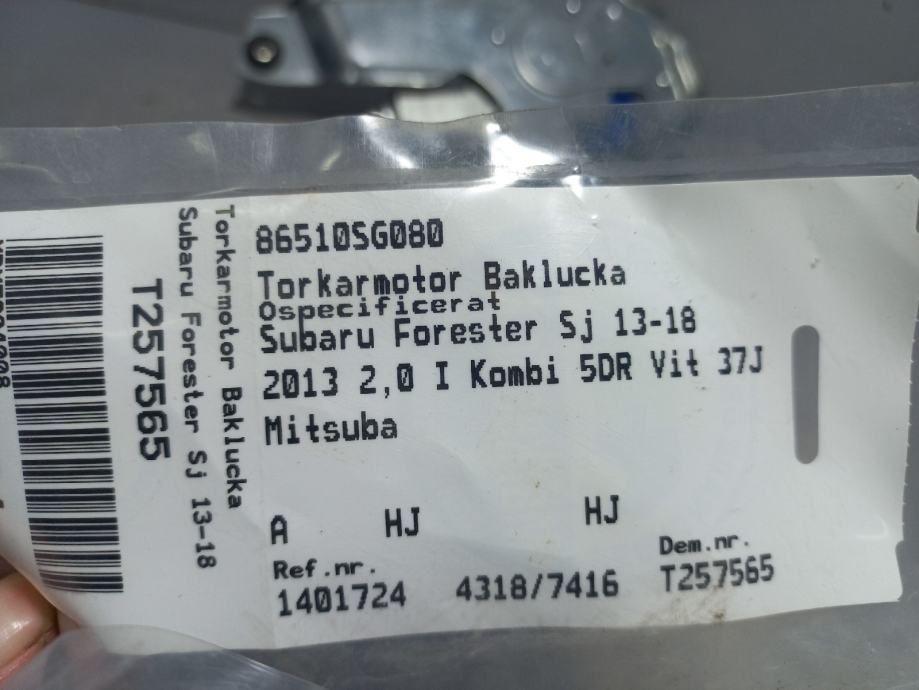 86510SG080
Torkarmotor Baklucka
Ospecificerat
Subaru Forester Sj 13-18
2013 2,0 I Kombi 5DR Vit 37J
Mitsuba
A HJ HJ
Ref.nr. Dem.nr.
1401724 4318/7416 T257565
Torkarmotor Baklucka
Subaru Forester Sj 13-18
T257565